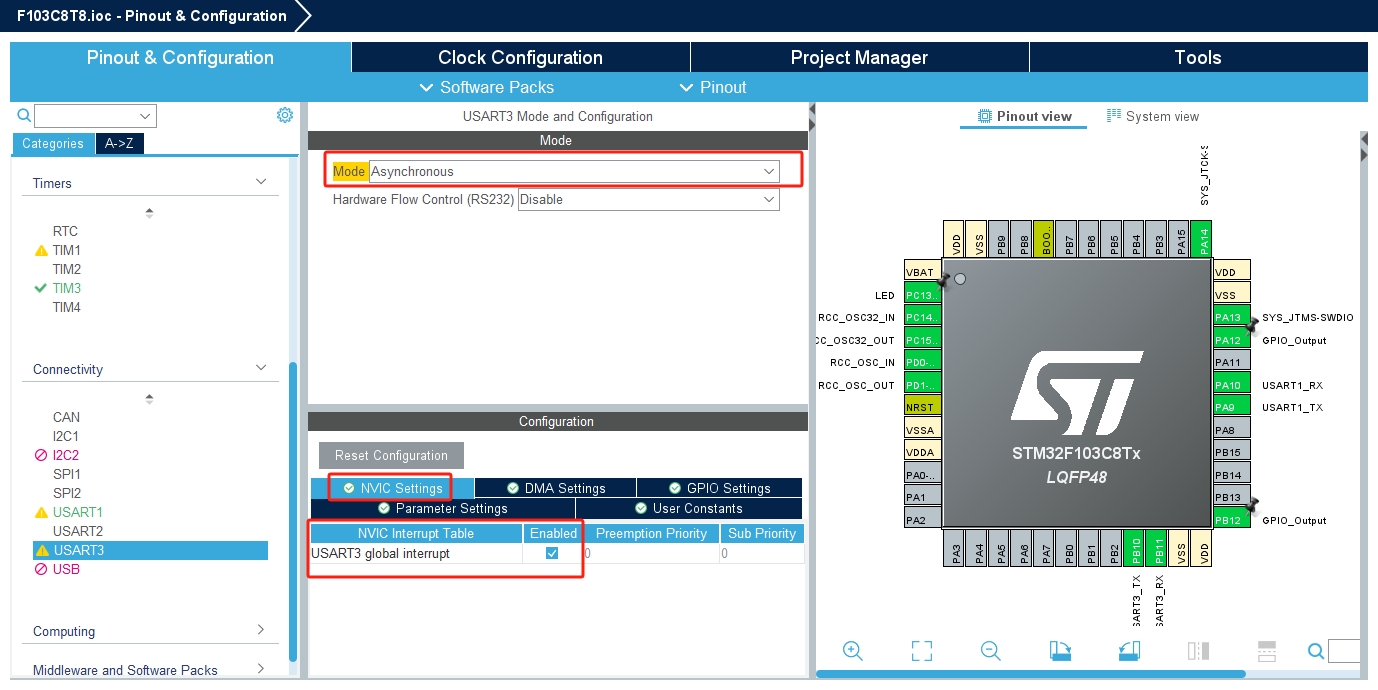 F103C8T8.ioc - Pinout & Configuration
Pinout & Configuration
Clock Configuration
Project Manager
Tools
Software Packs
Pinout
Categories
A->Z
Timers
RTC
TIM1
TIM2
TIM3
TIM4
Connectivity
CAN
I2C1
I2C2
SPI1
SPI2
USART1
USART2
USART3
USB
Computing
Middleware and Software Packs
USART3 Mode and Configuration
Mode
Mode Asynchronous
Hardware Flow Control (RS232) Disable
Configuration
Reset Configuration
NVIC Settings
DMA Settings
GPIO Settings
Parameter Settings
User Constants
NVIC Interrupt Table Enabled Preemption Priority Sub Priority
USART3 global interrupt 0 0
Pinout view
System view
SYS_JTCK-S
VDD
VSS
PB9
PB8
BOO..
PB7
PB6
PB5
PB4
PB3
PA15
PA14
VBAT
LED PC13..
RCC_OSC32_IN PC14..
CC_OSC32_OUT PC15..
RCC_OSC_IN PD0-..
RCC_OSC_OUT PD1-..
NRST
VSSA
VDDA
PA0-..
PA1
PA2
STM32F103C8Tx
LQFP48
VDD
VSS
PA13 SYS_JTMS-SWDIO
PA12 GPIO_Output
PA11
PA10 USART1_RX
PA9 USART1_TX
PA8
PB15
PB14
PB13
PB12 GPIO_Output
PA3
PA4
PA5
PA6
PA7
PB0
PB1
PB2
PB10
PB11
VSS
VDD
SART3_TX
SART3_RX